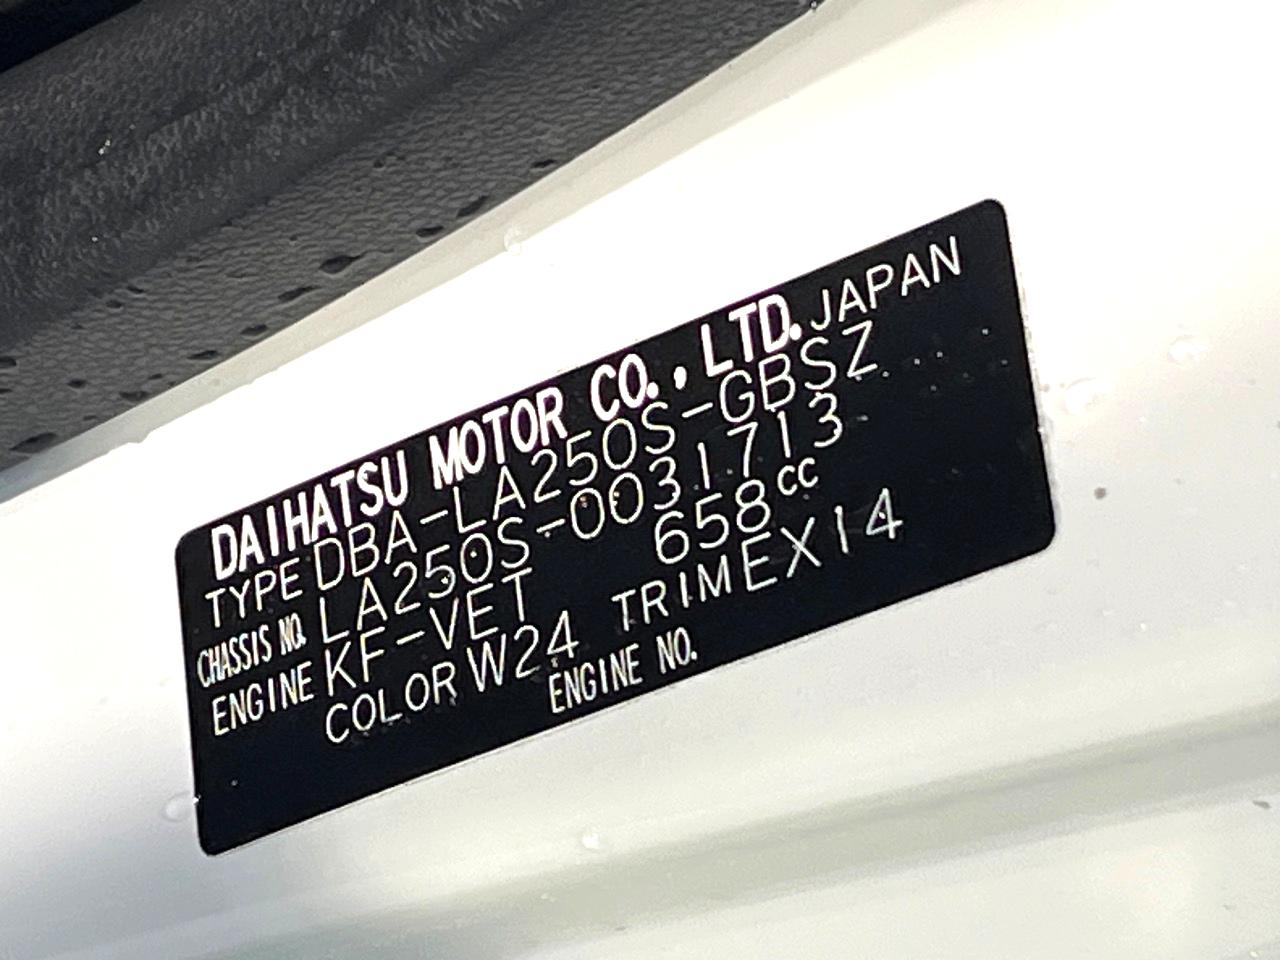 DAIHATSU MOTOR CO., LTD. JAPAN
TYPE DBA-LA250S-GBSZ
CHASSIS NO. LA250S-0031713
ENGINE KF-VET 658cc
COLOR W24 TRIM EX14
ENGINE NO.